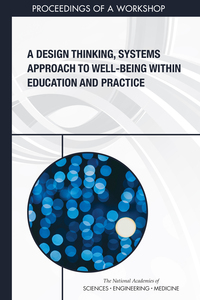 PROCEEDINGS OF A WORKSHOP
A DESIGN THINKING, SYSTEMS
APPROACH TO WELL-BEING WITHIN
EDUCATION AND PRACTICE
The National Academies of
SCIENCES • ENGINEERING • MEDICINE